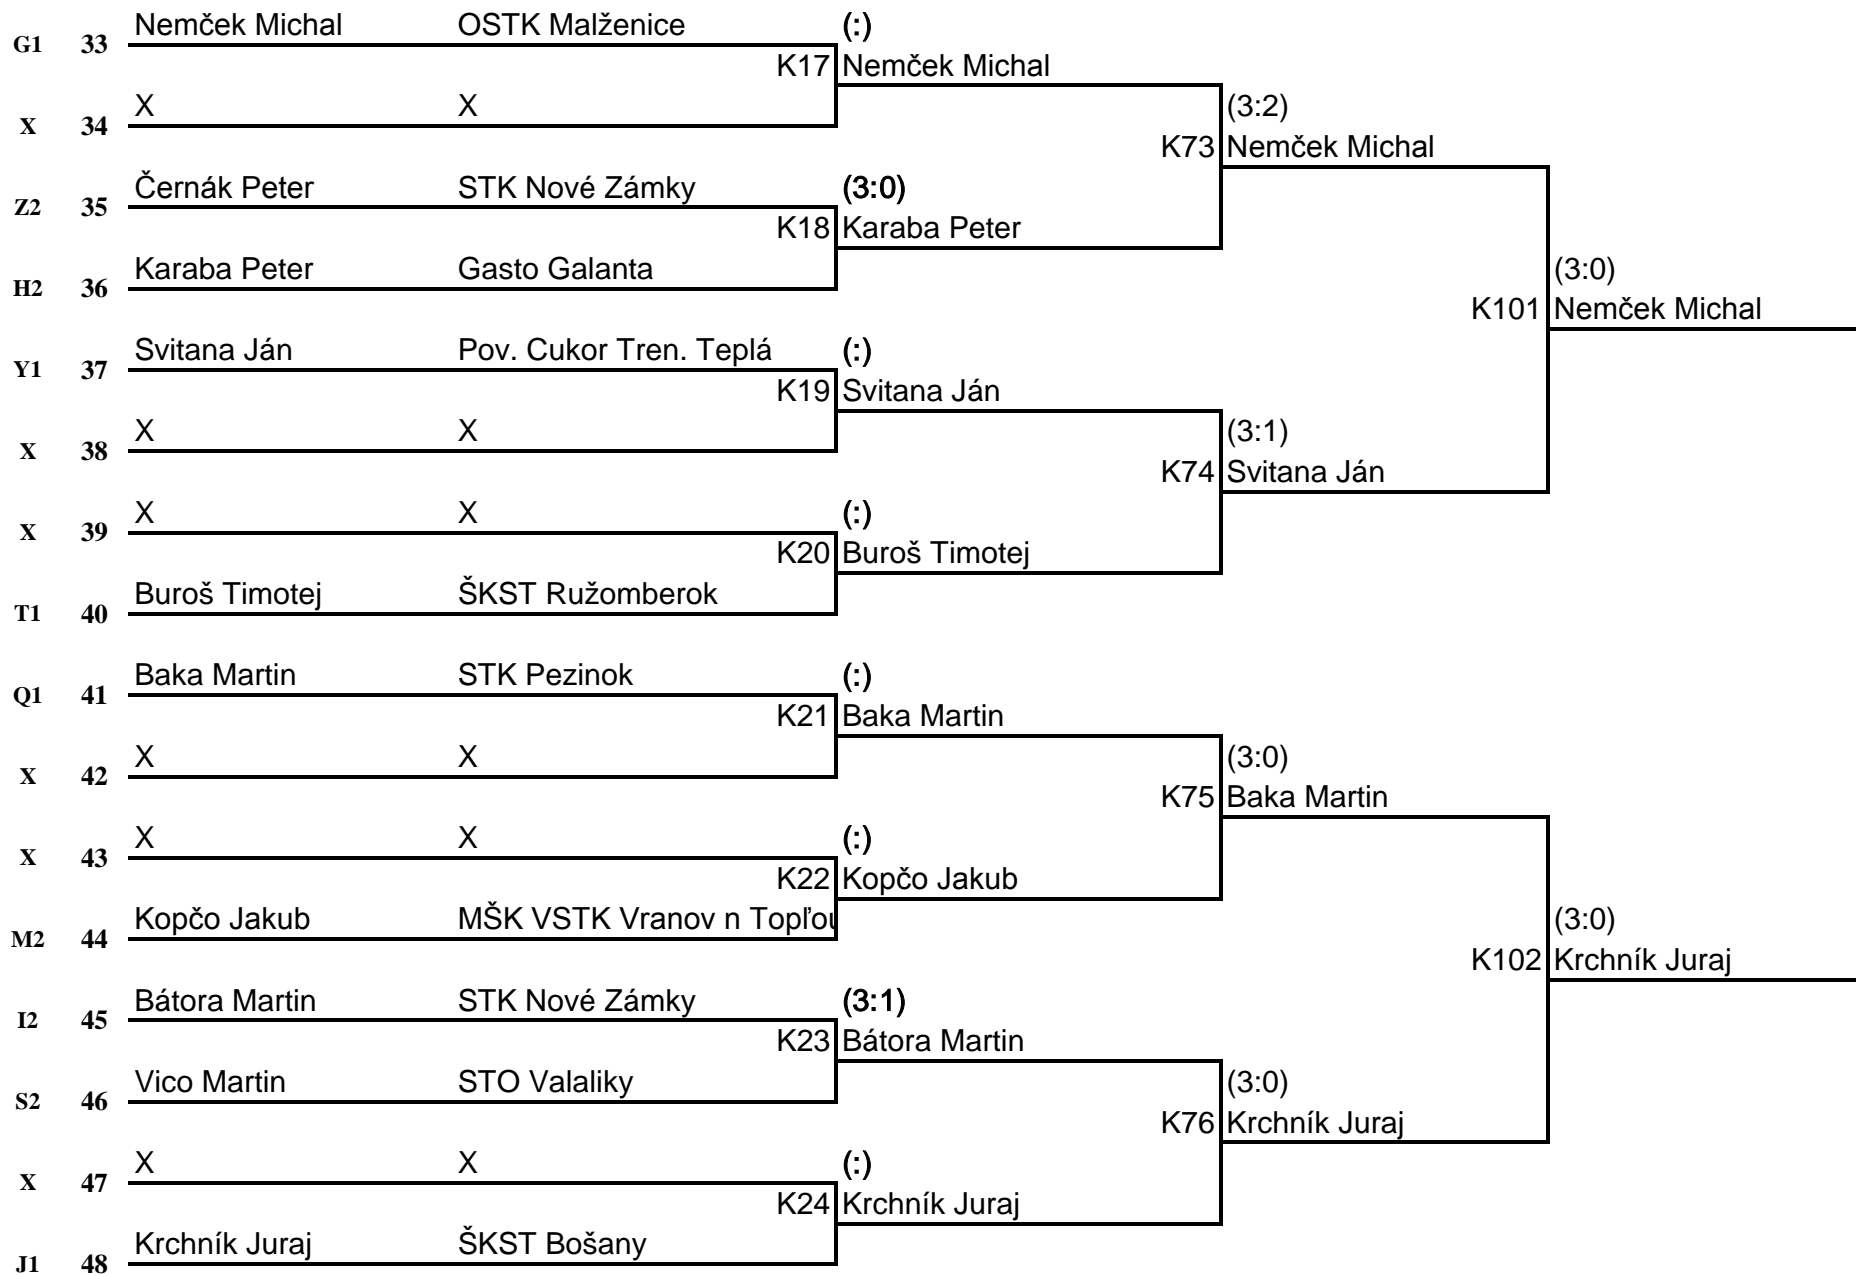 Nemček Michal OSTK Malženice (:)
G1 33
K17 Nemček Michal
X X (3:2)
X 34
K73 Nemček Michal
Černák Peter STK Nové Zámky (3:0)
Z2 35
K18 Karaba Peter
Karaba Peter Gasto Galanta (3:0)
H2 36
K101 Nemček Michal
Svitana Ján Pov. Cukor Tren. Teplá (:)
Y1 37
K19 Svitana Ján
X X (3:1)
X 38
K74 Svitana Ján
X X (:)
X 39
K20 Buroš Timotej
Buroš Timotej ŠKST Ružomberok
T1 40
Baka Martin STK Pezinok (:)
Q1 41
K21 Baka Martin
X X (3:0)
X 42
K75 Baka Martin
X X (:)
X 43
K22 Kopčo Jakub
Kopčo Jakub MŠK VSTK Vranov n Topľou (3:0)
M2 44
K102 Krchník Juraj
Bátora Martin STK Nové Zámky (3:1)
I2 45
K23 Bátora Martin
Vico Martin STO Valaliky (3:0)
S2 46
K76 Krchník Juraj
X X (:)
X 47
K24 Krchník Juraj
Krchník Juraj ŠKST Bošany
J1 48